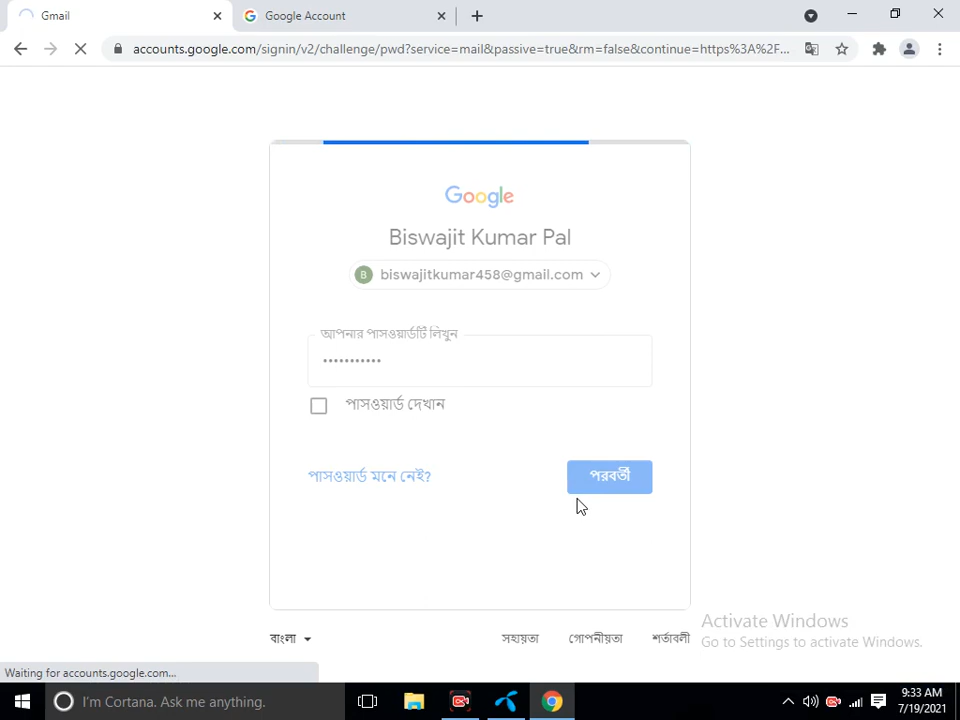 Gmail
Google Account
accounts.google.com/signin/v2/challenge/pwd?service=mail&passive=true&rm=false&continue=https%3A%2F...
Google
Biswajit Kumar Pal
B biswajitkumar458@gmail.com
আপনার পাসওয়ার্ডটি লিখুন
•••••••••••
পাসওয়ার্ড দেখান
পাসওয়ার্ড মনে নেই?
পরবর্তী
বাংলা
সহায়তা
গোপনীয়তা
শর্তাবলী
Activate Windows
Go to Settings to activate Windows.
Waiting for accounts.google.com...
I'm Cortana. Ask me anything.
9:33 AM
7/19/2021